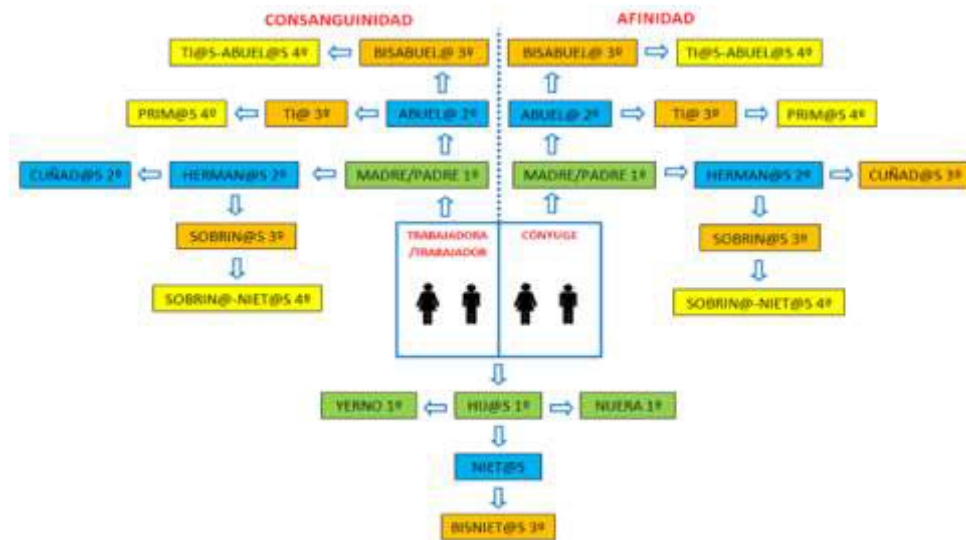 CONSANGUINIDAD
AFINIDAD
TI@S-ABUEL@S 4º
BISABUEL@ 3º
BISABUEL@ 3º
TI@S-ABUEL@S 4º
PRIM@S 4º
TI@ 3º
ABUEL@ 2º
ABUEL@ 2º
TI@ 3º
PRIM@S 4º
CUÑAD@S 2º
HERMAN@S 2º
MADRE/PADRE 1º
MADRE/PADRE 1º
HERMAN@S 2º
CUÑAD@S 3º
SOBRIN@S 3º
TRABAJADORA
/TRABAJADOR
CÓNYUGE
SOBRIN@S 3º
SOBRIN@-NIET@S 4º
SOBRIN@-NIET@S 4º
YERNO 1º
HIJ@S 1º
NUERA 1º
NIET@S
BISNIET@S 3º